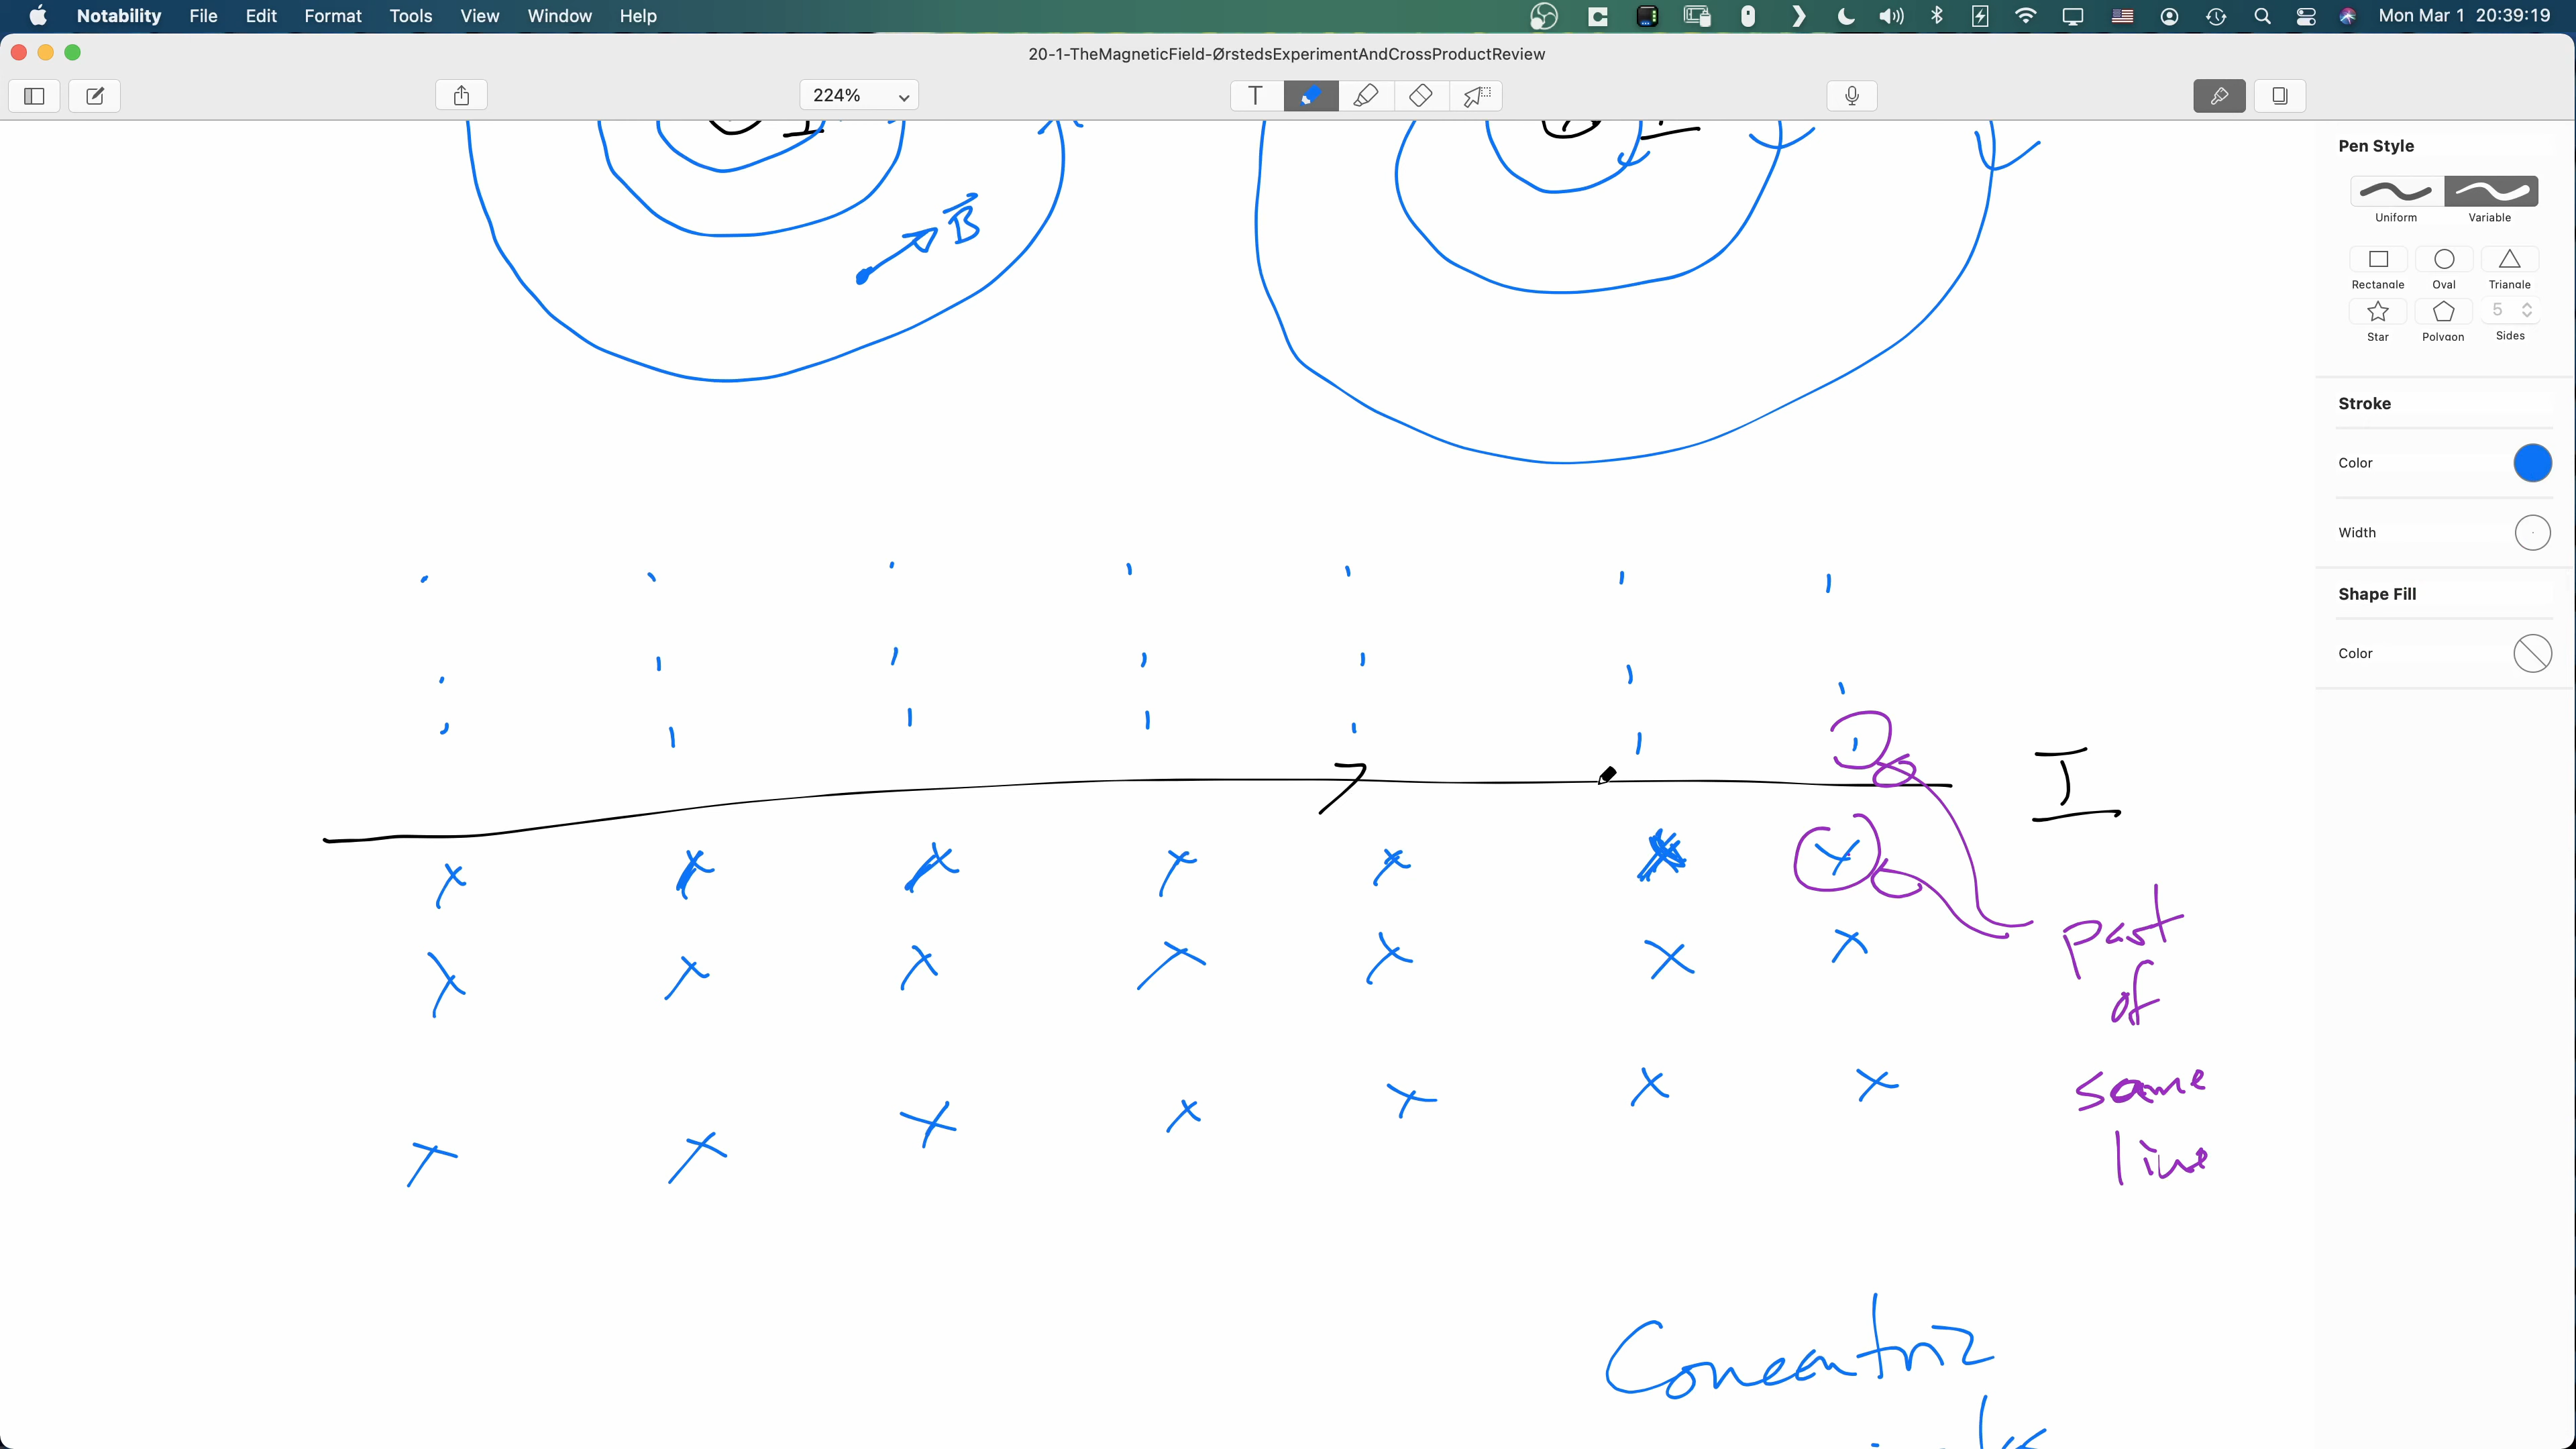 Notability File Edit Format Tools View Window Help Mon Mar 1 20:39:19
20-1-TheMagneticField-ØrstedsExperimentAndCrossProductReview
224%
T
Pen Style
Uniform Variable
Rectangle Oval Triangle
5
Star Polygon Sides
Stroke
Color
Width
Shape Fill
Color
B
I
part
of
same
line
Concentric